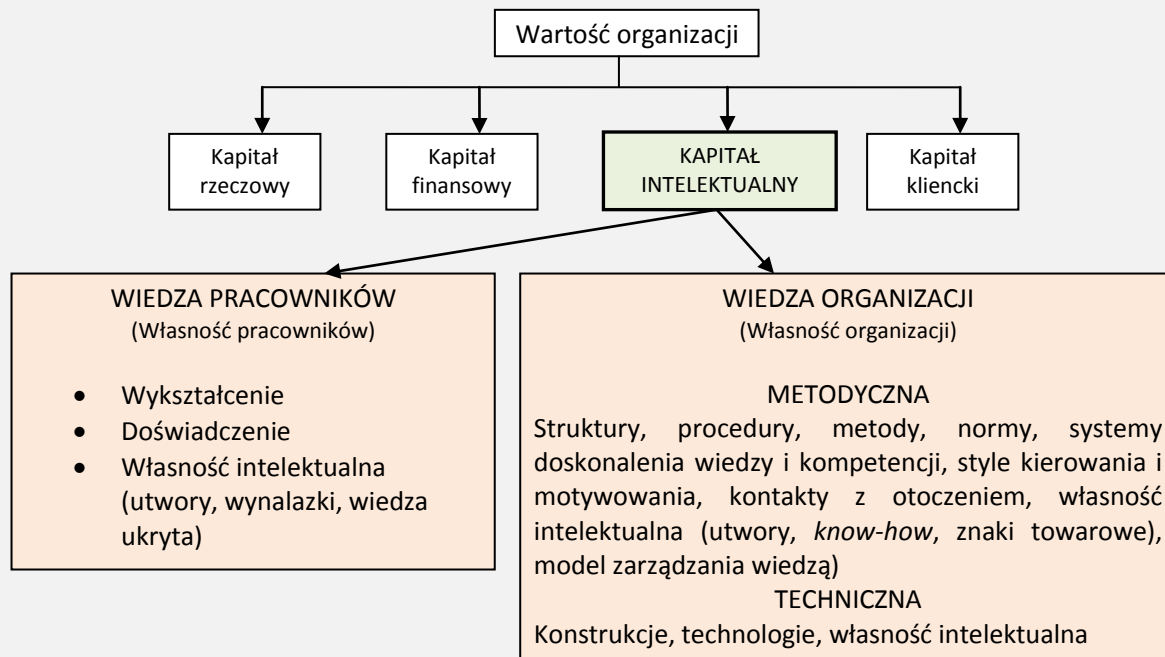 Wartość organizacji
Kapitał
rzeczowy
Kapitał
finansowy
KAPITAŁ
INTELEKTUALNY
Kapitał
kliencki
WIEDZA PRACOWNIKÓW
(Własność pracowników)
• Wykształcenie
• Doświadczenie
• Własność intelektualna
(utwory, wynalazki, wiedza
ukryta)
WIEDZA ORGANIZACJI
(Własność organizacji)
METODYCZNA
Struktury, procedury, metody, normy, systemy
doskonalenia wiedzy i kompetencji, style kierowania i
motywowania, kontakty z otoczeniem, własność
intelektualna (utwory, know-how, znaki towarowe),
model zarządzania wiedzą)
TECHNICZNA
Konstrukcje, technologie, własność intelektualna